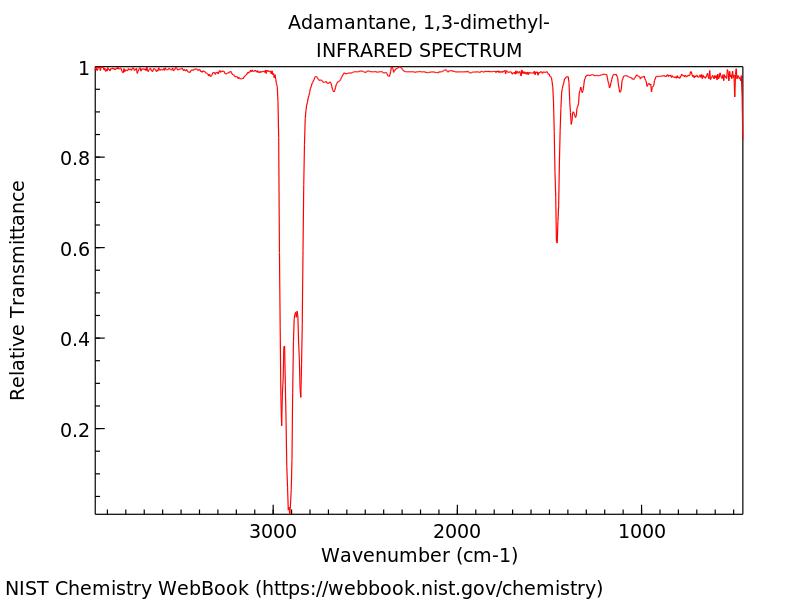 Adamantane, 1,3-dimethyl-
INFRARED SPECTRUM
1
0.8
0.6
0.4
0.2
Relative Transmittance
3000 2000 1000
Wavenumber (cm-1)
NIST Chemistry WebBook (https://webbook.nist.gov/chemistry)